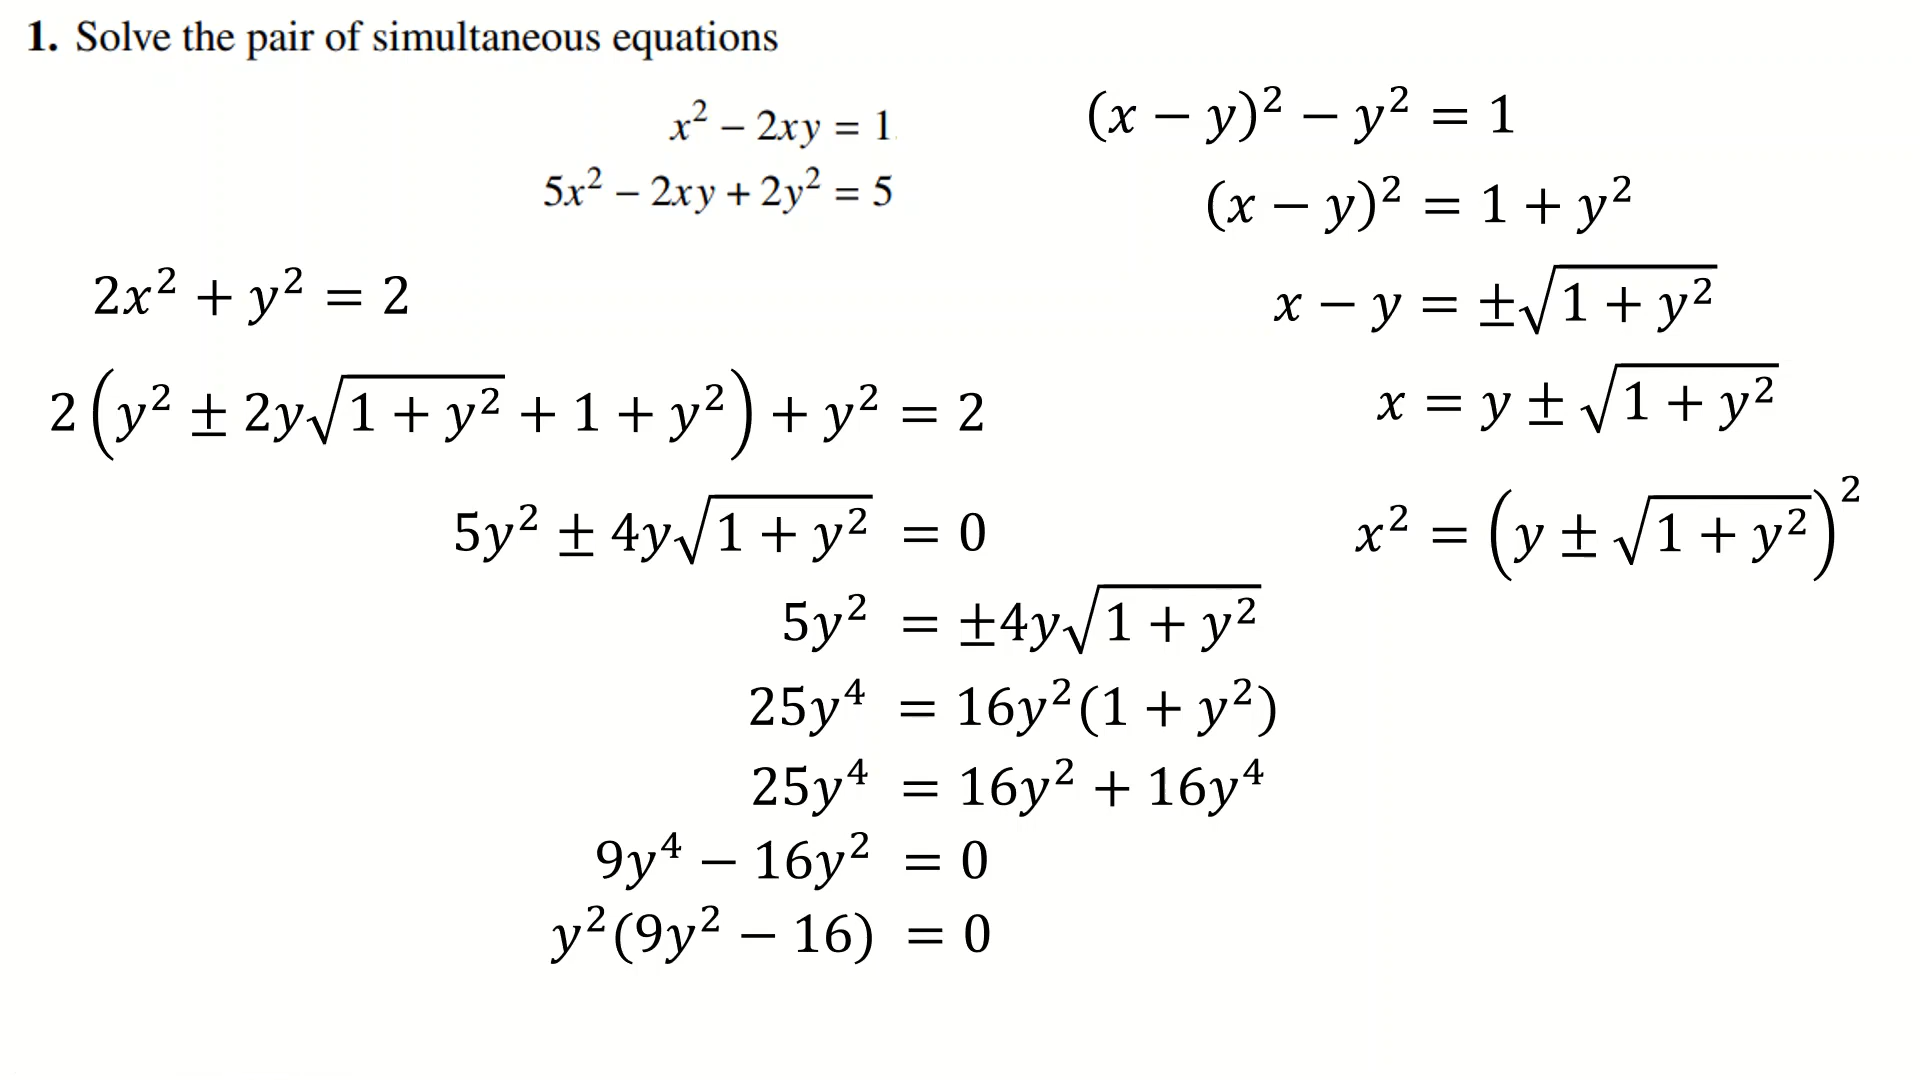 1. Solve the pair of simultaneous equations
x² − 2xy = 1
5x² − 2xy + 2y² = 5
2x² + y² = 2
2(y² ± 2y√(1 + y²) + 1 + y²) + y² = 2
5y² ± 4y√(1 + y²) = 0
5y² = ±4y√(1 + y²)
25y⁴ = 16y²(1 + y²)
25y⁴ = 16y² + 16y⁴
9y⁴ − 16y² = 0
y²(9y² − 16) = 0
(x − y)² − y² = 1
(x − y)² = 1 + y²
x − y = ±√(1 + y²)
x = y ± √(1 + y²)
x² = (y ± √(1 + y²))²